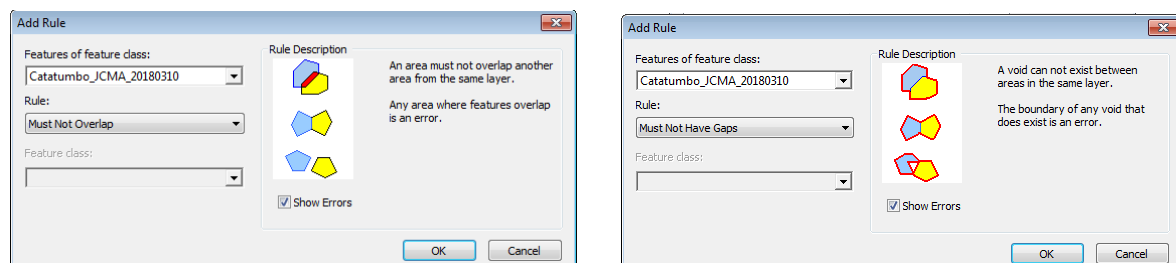 Add Rule
Features of feature class:
Catatumbo_JCMA_20180310
Rule:
Must Not Overlap
Feature class:
Rule Description
An area must not overlap another
area from the same layer.
Any area where features overlap
is an error.
Show Errors
OK
Cancel
Add Rule
Features of feature class:
Catatumbo_JCMA_20180310
Rule:
Must Not Have Gaps
Feature class:
Rule Description
A void can not exist between
areas in the same layer.
The boundary of any void that
does exist is an error.
Show Errors
OK
Cancel